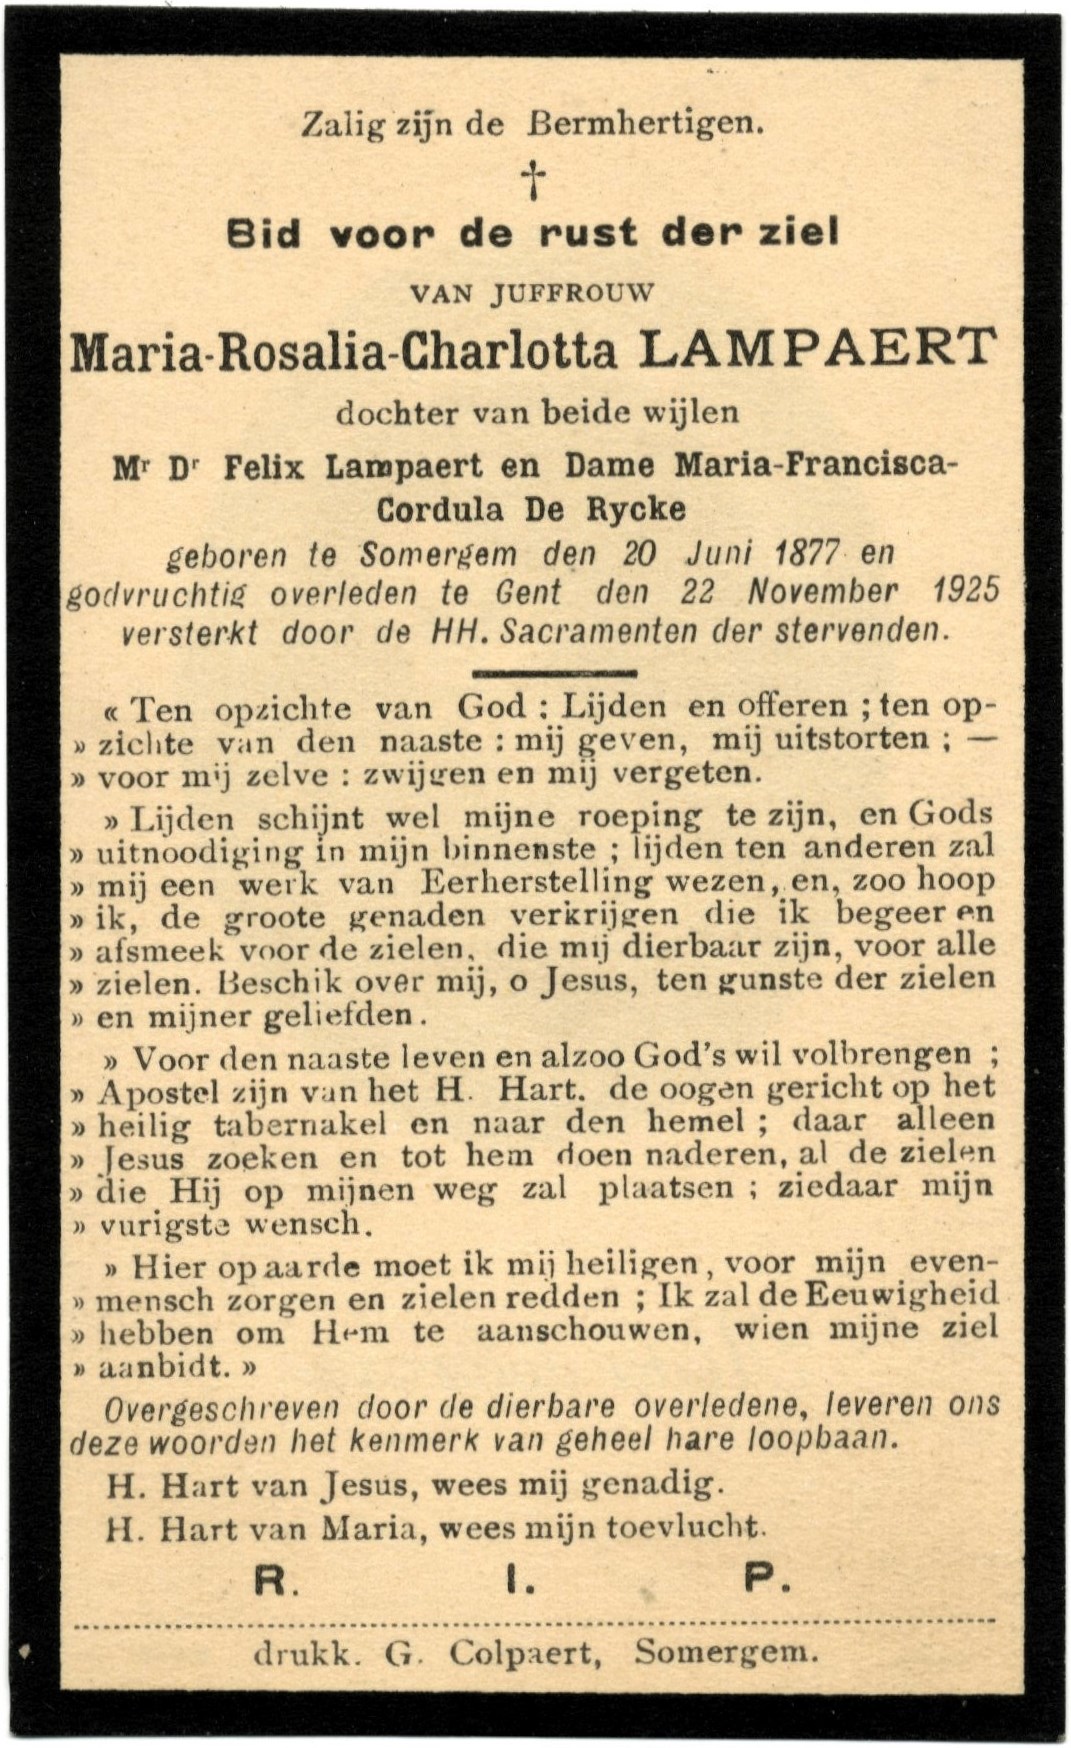 Zalig zijn de Bermhertigen.
†
Bid voor de rust der ziel
VAN JUFFROUW
Maria-Rosalia-Charlotta LAMPAERT
dochter van beide wijlen
Mr Dr Felix Lampaert en Dame Maria-Francisca-
Cordula De Rycke
geboren te Somergem den 20 Juni 1877 en
godvruchtig overleden te Gent den 22 November 1925
versterkt door de HH. Sacramenten der stervenden.
« Ten opzichte van God : Lijden en offeren ; ten op-
» zichte van den naaste : mij geven, mij uitstorten ; —
» voor mij zelve : zwijgen en mij vergeten.
» Lijden schijnt wel mijne roeping te zijn, en Gods
» uitnoodiging in mijn binnenste ; lijden ten anderen zal
» mij een werk van Eerherstelling wezen, en, zoo hoop
» ik, de groote genaden verkrijgen die ik begeer en
» afsmeek voor de zielen, die mij dierbaar zijn, voor alle
» zielen. Beschik over mij, o Jesus, ten gunste der zielen
» en mijner geliefden.
» Voor den naaste leven en alzoo God's wil volbrengen ;
» Apostel zijn van het H. Hart. de oogen gericht op het
» heilig tabernakel en naar den hemel ; daar alleen
» Jesus zoeken en tot hem doen naderen, al de zielen
» die Hij op mijnen weg zal plaatsen ; ziedaar mijn
» vurigste wensch.
» Hier op aarde moet ik mij heiligen, voor mijn even-
» mensch zorgen en zielen redden ; Ik zal de Eeuwigheid
» hebben om Hem te aanschouwen, wien mijne ziel
» aanbidt. »
Overgeschreven door de dierbare overledene, leveren ons
deze woorden het kenmerk van geheel hare loopbaan.
H. Hart van Jesus, wees mij genadig.
H. Hart van Maria, wees mijn toevlucht.
R. I. P.
drukk. G. Colpaert, Somergem.